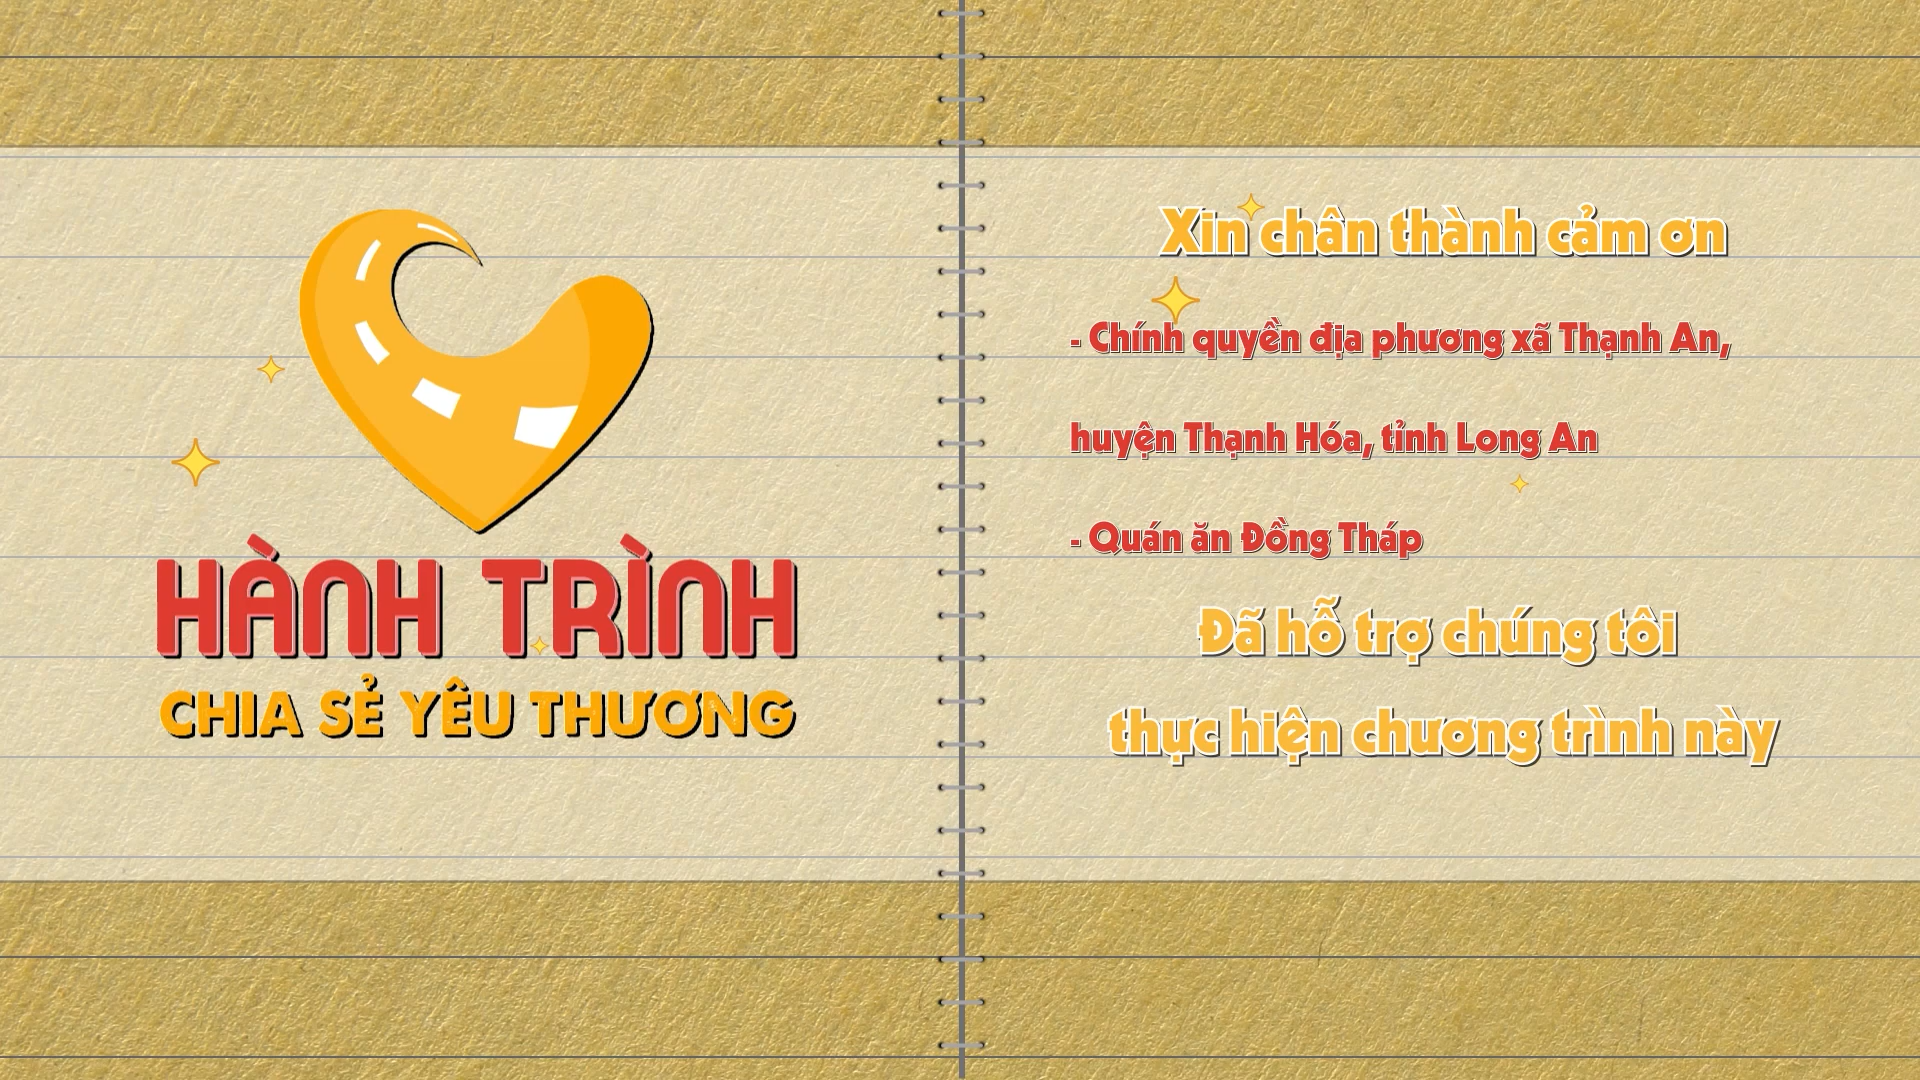 HÀNH TRÌNH
CHIA SẺ YÊU THƯƠNG
Xin chân thành cảm ơn
- Chính quyền địa phương xã Thạnh An,
huyện Thạnh Hóa, tỉnh Long An
- Quán ăn Đồng Tháp
Đã hỗ trợ chúng tôi
thực hiện chương trình này